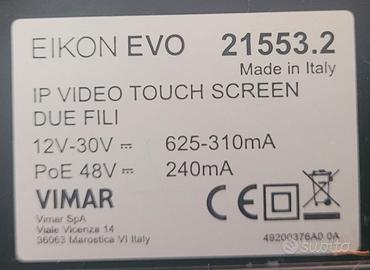 EIKON EVO 21553.2
Made in Italy
IP VIDEO TOUCH SCREEN
DUE FILI
12V-30V ⎓ 625-310mA
PoE 48V ⎓ 240mA
VIMAR
CE
Vimar SpA
Viale Vicenza 14
36063 Marostica VI Italy
49200376A0 0A
subito